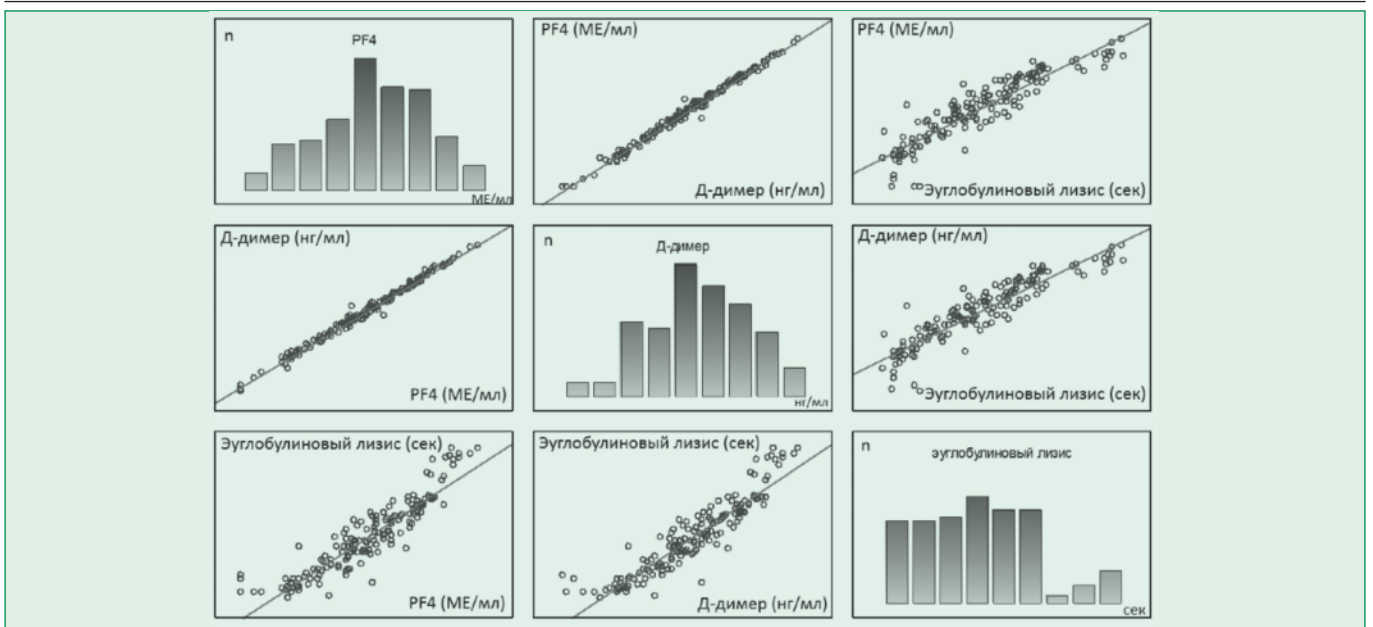 n
PF4
МЕ/мл
PF4 (МЕ/мл)
Д-димер (нг/мл)
PF4 (МЕ/мл)
Эуглобулиновый лизис (сек)
Д-димер (нг/мл)
PF4 (МЕ/мл)
n
Д-димер
нг/мл
Д-димер (нг/мл)
Эуглобулиновый лизис (сек)
Эуглобулиновый лизис (сек)
PF4 (МЕ/мл)
Эуглобулиновый лизис (сек)
Д-димер (нг/мл)
n
эуглобулиновый лизис
сек